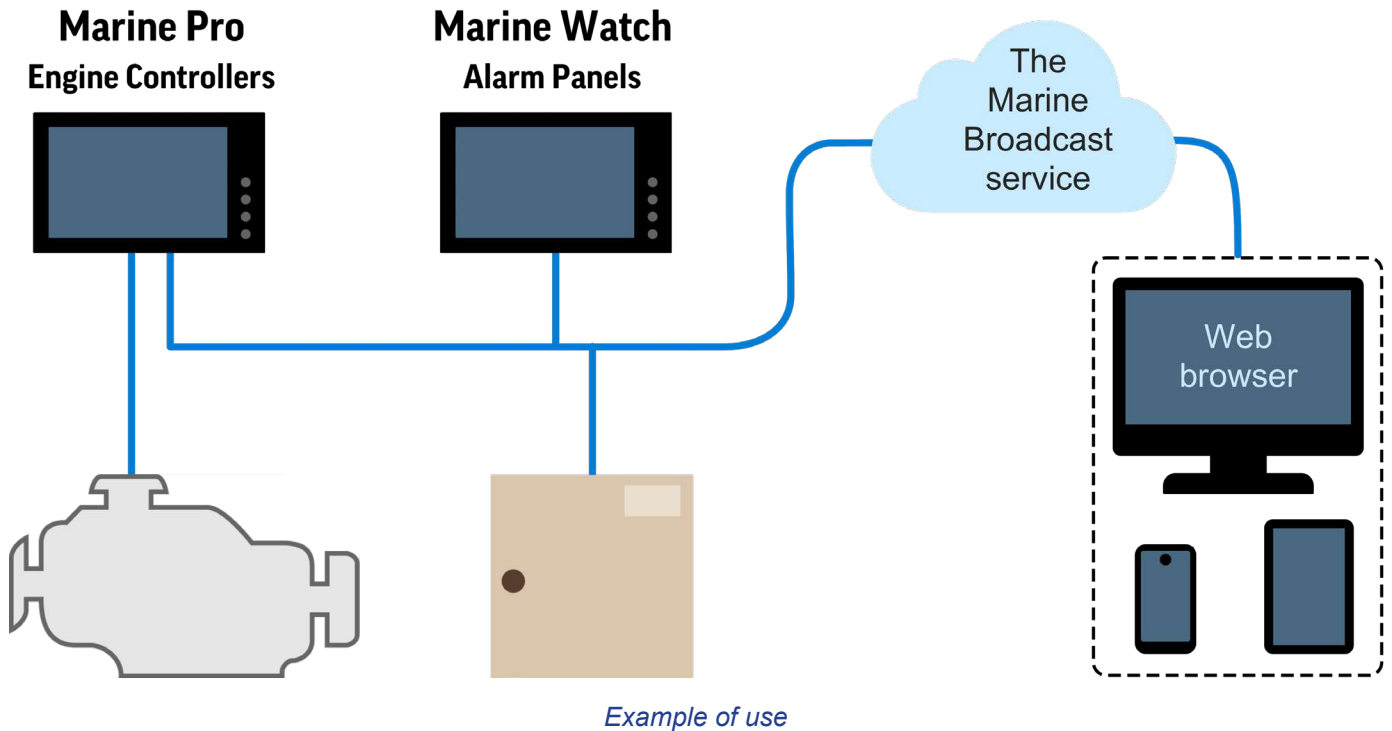 Marine Pro
Engine Controllers
Marine Watch
Alarm Panels
The
Marine
Broadcast
service
Web
browser
Example of use